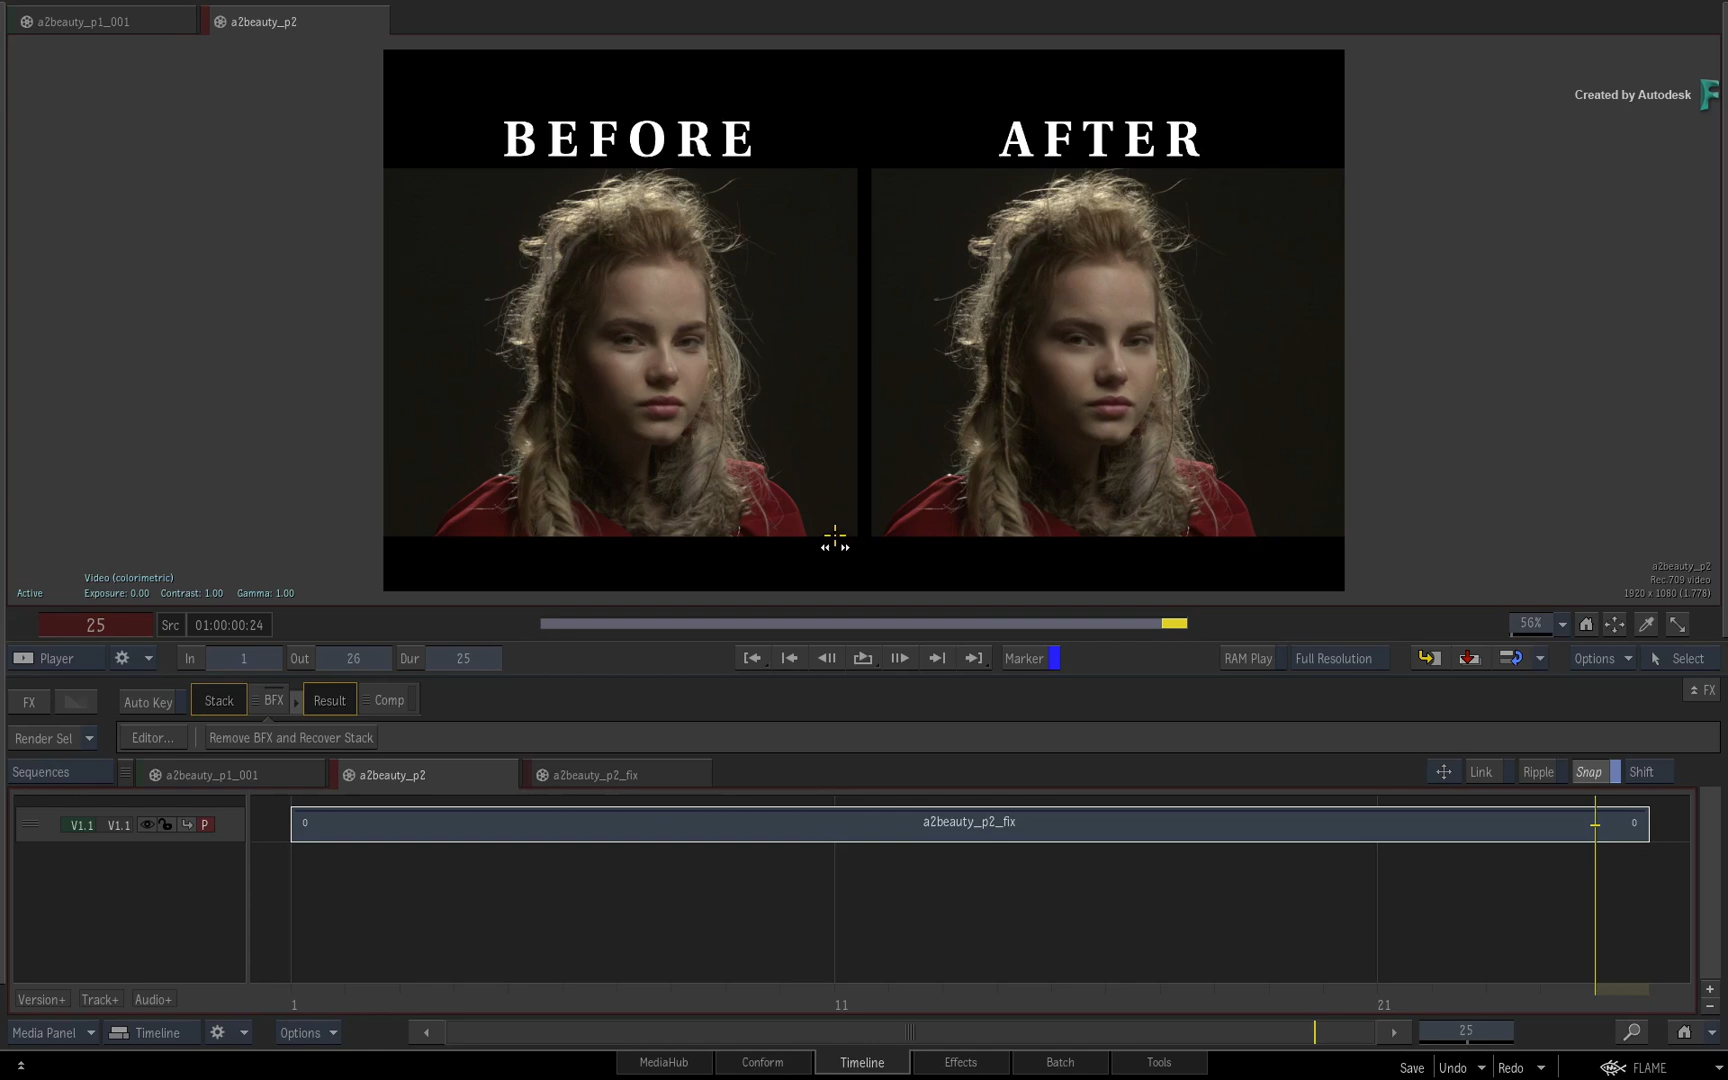 a2beauty_p1_001
a2beauty_p2
Created by Autodesk
BEFORE
AFTER
Video (colorimetric)
Active
Exposure: 0.00
Contrast: 1.00
Gamma: 1.00
a2beauty_p2
Rec.709 video
1920 x 1080 (1.778)
25
Src
01:00:00:24
56%
Player
In
1
Out
26
Dur
25
Marker
RAM Play
Full Resolution
Options
Select
FX
Auto Key
Stack
BFX
Result
Comp
FX
Render Sel
Editor...
Remove BFX and Recover Stack
Sequences
a2beauty_p1_001
a2beauty_p2
a2beauty_p2_fix
Link
Ripple
Snap
Shift
V1.1
V1.1
P
0
a2beauty_p2_fix
0
Version+
Track+
Audio+
1
11
21
Media Panel
Timeline
Options
25
MediaHub
Conform
Timeline
Effects
Batch
Tools
Save
Undo
Redo
FLAME